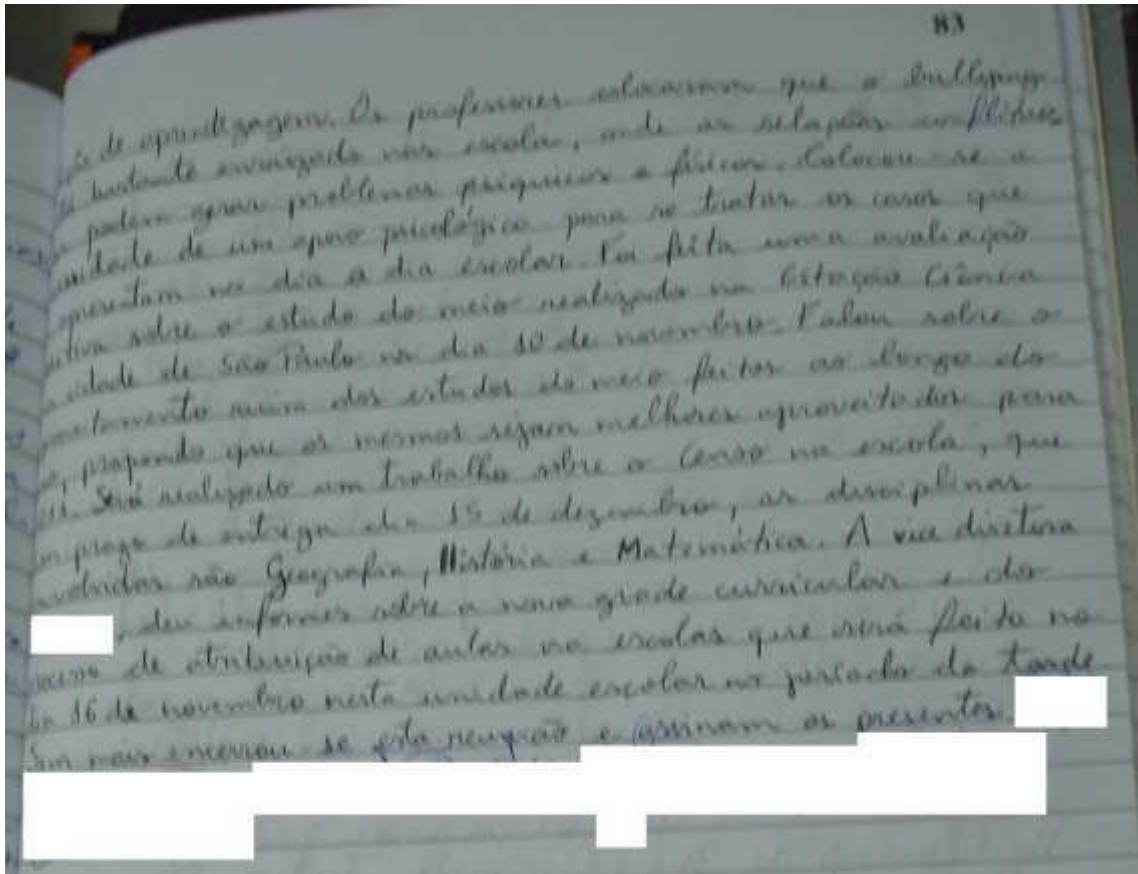 83
de aprendizagem. Os professores colocaram que o bullyng
bastante enraizado nas escolas, onde as relações conflitos
podem gerar problemas psíquicos e físicos. Colocou-se a
de um apoio psicológico para se tratar os casos que
apresentam no dia a dia escolar. Foi feita uma avaliação
sobre o estudo do meio realizado na Estação Ciência
cidade de São Paulo no dia 10 de novembro. Falou sobre o
dos estudos do meio feitos ao longo do
propondo que os mesmos sejam melhores aproveitados para
Será realizado um trabalho sobre o Censo na escola, que
prazo de entrega dia 15 de dezembro, as disciplinas
são Geografia, História e Matemática. A vice diretora
, deu informes sobre a nova grade curricular e do
de atribuição de aulas na escolas que será feita no
16 de novembro nesta unidade escolar no período da tarde
Sem mais encerrou-se esta reunião e assinam os presentes.